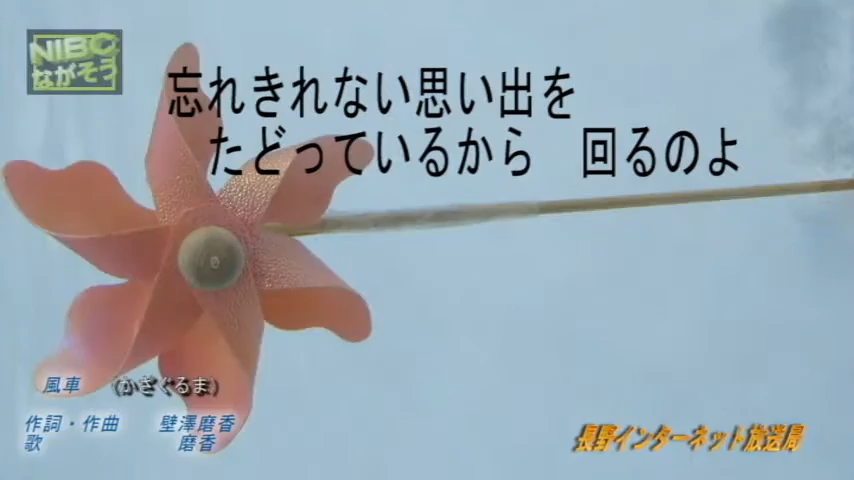 NIBC
ながそう
忘れきれない思い出を
たどっているから　回るのよ
風車　（かざぐるま）
作詞・作曲　壁澤磨香
歌　磨香
長野インターネット放送局